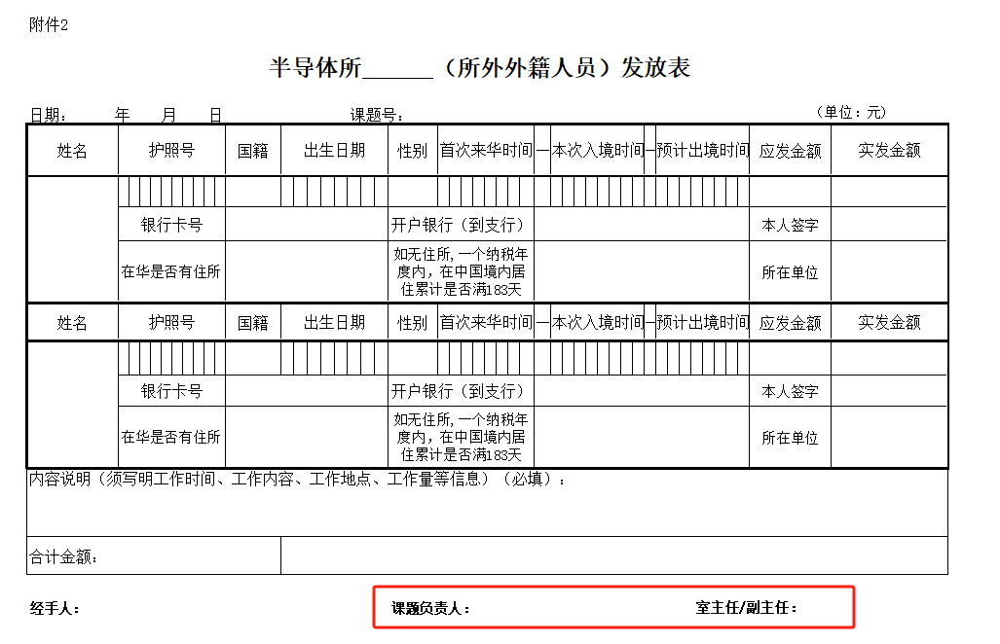 附件2
半导体所______（所外外籍人员）发放表
日期： 年 月 日 课题号： （单位：元）
姓名 护照号 国籍 出生日期 性别 首次来华时间 — 本次入境时间 — 预计出境时间 应发金额 实发金额
银行卡号 开户银行（到支行） 本人签字
在华是否有住所 如无住所,一个纳税年
度内，在中国境内居
住累计是否满183天 所在单位
姓名 护照号 国籍 出生日期 性别 首次来华时间 — 本次入境时间 — 预计出境时间 应发金额 实发金额
银行卡号 开户银行（到支行） 本人签字
在华是否有住所 如无住所,一个纳税年
度内，在中国境内居
住累计是否满183天 所在单位
内容说明（须写明工作时间、工作内容、工作地点、工作量等信息）（必填）：
合计金额：
经手人： 课题负责人： 室主任/副主任：